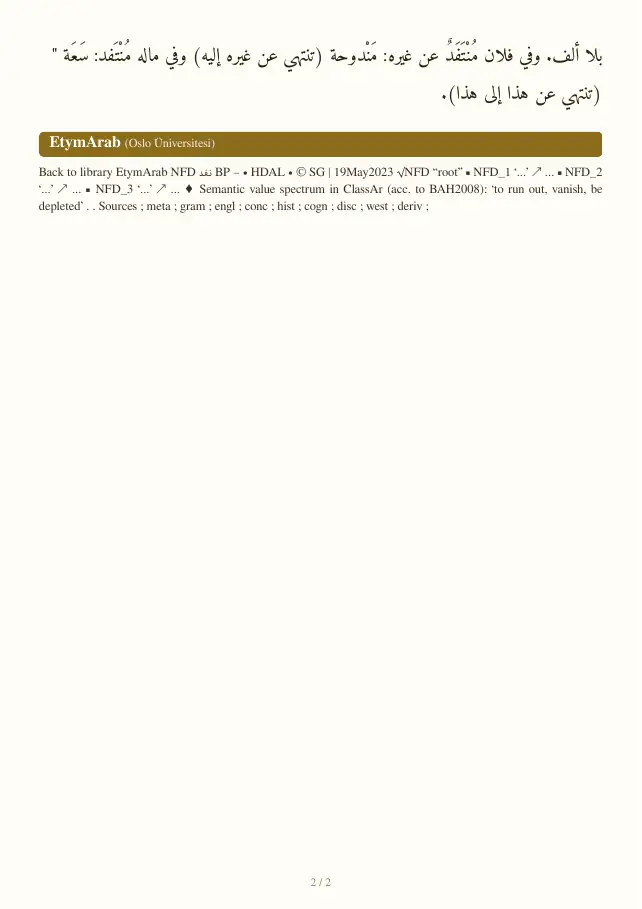 بلا ألف. وفي فلان مُنْتَفَدٌ عن غيره: مَنْدوحة (تنتهي عن غيره إليه) وفي ماله مُنْتَفد: سَعَة "
(تنتهي عن هذا إلى هذا).
EtymArab (Oslo Üniversitesi)
Back to library EtymArab NFD نفد BP – • HDAL • © SG | 19May2023 √NFD “root” ▪ NFD_1 ‘...’ ↗ ... ▪ NFD_2
‘...’ ↗ ... ▪ NFD_3 ‘...’ ↗ ... ♦ Semantic value spectrum in ClassAr (acc. to BAH2008): ‘to run out, vanish, be
depleted’ . . Sources ; meta ; gram ; engl ; conc ; hist ; cogn ; disc ; west ; deriv ;
2 / 2